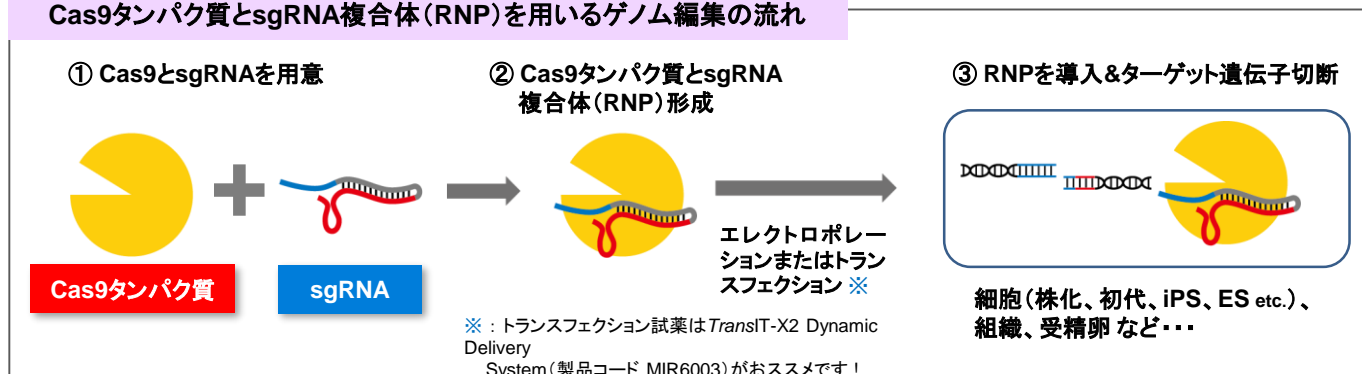 Cas9タンパク質とsgRNA複合体（RNP）を用いるゲノム編集の流れ
① Cas9とsgRNAを用意
② Cas9タンパク質とsgRNA
複合体（RNP）形成
③ RNPを導入&ターゲット遺伝子切断
Cas9タンパク質
sgRNA
エレクトロポレー
ションまたはトラン
スフェクション ※
※：トランスフェクション試薬はTransIT-X2 Dynamic
Delivery
System（製品コード MIR6003）がおススメです！
細胞（株化、初代、iPS、ES etc.）、
組織、受精卵 など・・・